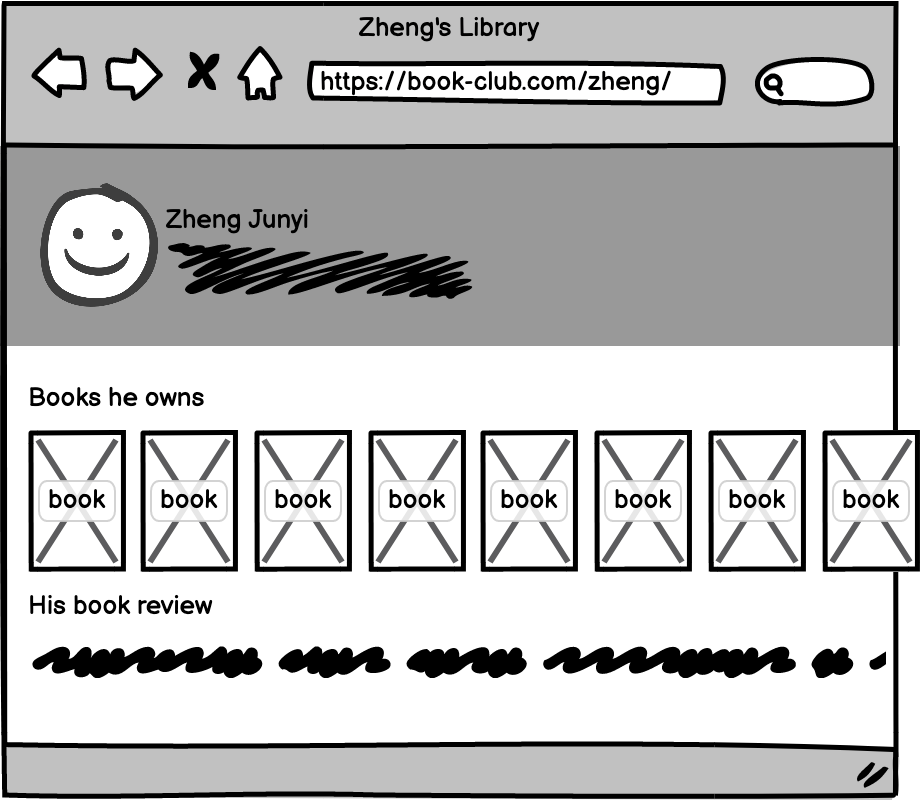 Zheng's Library
https://book-club.com/zheng/
Zheng Junyi
Books he owns
book book book book book book book book
His book review